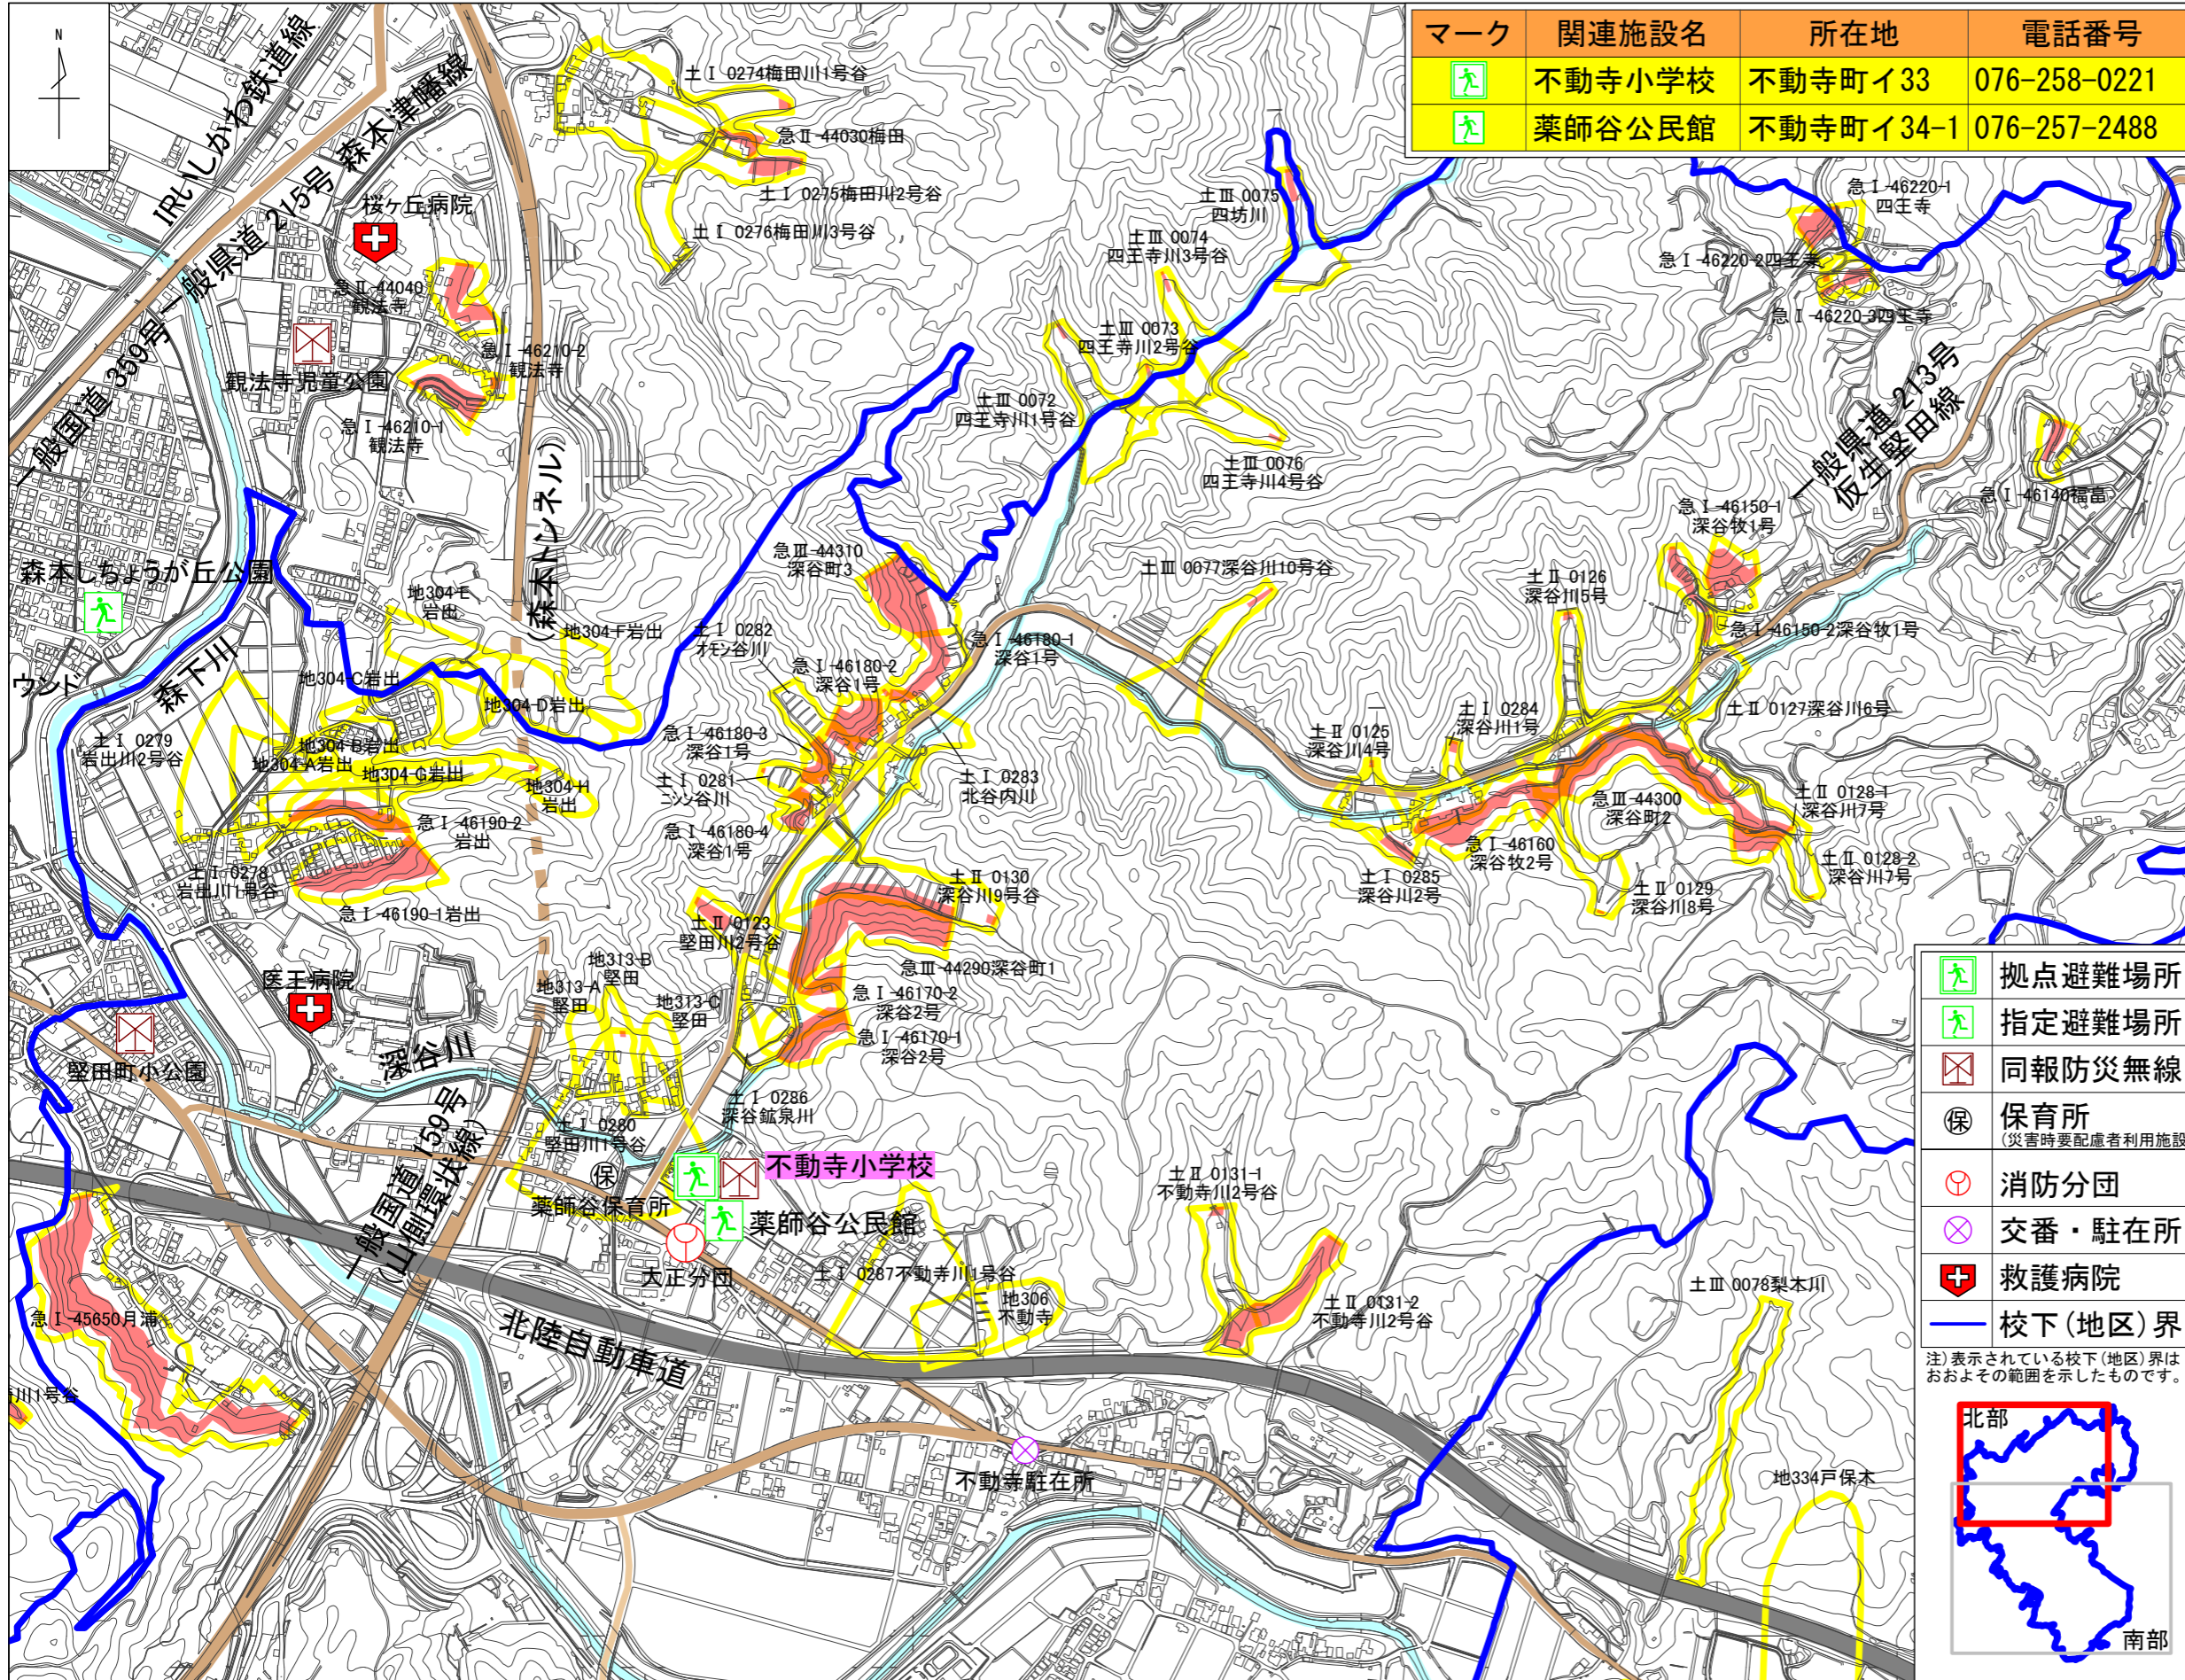 N
マーク 関連施設名 所在地 電話番号
不動寺小学校 不動寺町イ33 076-258-0221
薬師谷公民館 不動寺町イ34-1 076-257-2488
IRいしかわ鉄道線
一般県道 215号 森本津幡線
一般国道 359号
桜ヶ丘病院
土Ⅰ 0274梅田川1号谷
急Ⅱ-44030梅田
土Ⅰ 0275梅田川2号谷
土Ⅰ 0276梅田川3号谷
急Ⅱ-44040
観法寺
急Ⅰ-46210-2
観法寺
観法寺児童公園
急Ⅰ-46210-1
観法寺
(森本トンネル)
土Ⅲ 0075
四坊川
土Ⅲ 0074
四王寺川3号谷
土Ⅲ 0073
四王寺川2号谷
土Ⅲ 0072
四王寺川1号谷
土Ⅲ 0076
四王寺川4号谷
急Ⅰ-46220-1
四王寺
急Ⅰ-46220-2四王寺
急Ⅰ-46220-3四王寺
一般県道 213号
仮生堅田線
急Ⅰ-46140福畠
急Ⅰ-46150-1
深谷牧1号
急Ⅰ-46150-2深谷牧1号
土Ⅱ 0126
深谷川5号
土Ⅲ 0077深谷川10号谷
急Ⅲ-44310
深谷町3
急Ⅰ-46180-1
深谷1号
土Ⅰ 0282
オモン谷川
急Ⅰ-46180-2
深谷1号
急Ⅰ-46180-3
深谷1号
土Ⅰ 0281
ニシン谷川
急Ⅰ-46180-4
深谷1号
土Ⅰ 0283
北谷内川
土Ⅱ 0125
深谷川4号
土Ⅰ 0284
深谷川1号
土Ⅱ 0127深谷川6号
急Ⅲ-44300
深谷町2
土Ⅱ 0128-1
深谷川7号
土Ⅱ 0128-2
深谷川7号
急Ⅰ-46160
深谷牧2号
土Ⅰ 0285
深谷川2号
土Ⅱ 0129
深谷川8号
森本しちょうが丘公園
ウンド
森下川
地304-E
岩出
地304-F岩出
地304-C岩出
地304-D岩出
土Ⅰ 0279
岩出川2号谷
地304-B岩出
地304-A岩出
地304-G岩出
地304-H
岩出
急Ⅰ-46190-2
岩出
土Ⅰ 0278
岩出川1号谷
急Ⅰ-46190-1岩出
土Ⅱ 0130
深谷川9号谷
土Ⅱ 0123
堅田川2号谷
急Ⅲ-44290深谷町1
急Ⅰ-46170-2
深谷2号
急Ⅰ-46170-1
深谷2号
医王病院
地313-B
堅田
地313-A
堅田
地313-C
堅田
堅田町小公園
深谷川
土Ⅰ 0286
深谷鉱泉川
土Ⅰ 0280
堅田川1号谷
一般国道 159号
(山側環状線)
保
薬師谷保育所
不動寺小学校
薬師谷公民館
大正分団
土Ⅰ 0287不動寺川1号谷
地306
不動寺
土Ⅱ 0131-1
不動寺川2号谷
土Ⅱ 0131-2
不動寺川2号谷
土Ⅲ 0078梨木川
急Ⅰ-45650月浦
川1号谷
北陸自動車道
不動寺駐在所
地334戸保木
拠点避難場所
指定避難場所
同報防災無線
保 保育所
(災害時要配慮者利用施設
消防分団
交番・駐在所
救護病院
校下(地区)界
注)表示されている校下(地区)界は
おおよその範囲を示したものです。
北部
南部